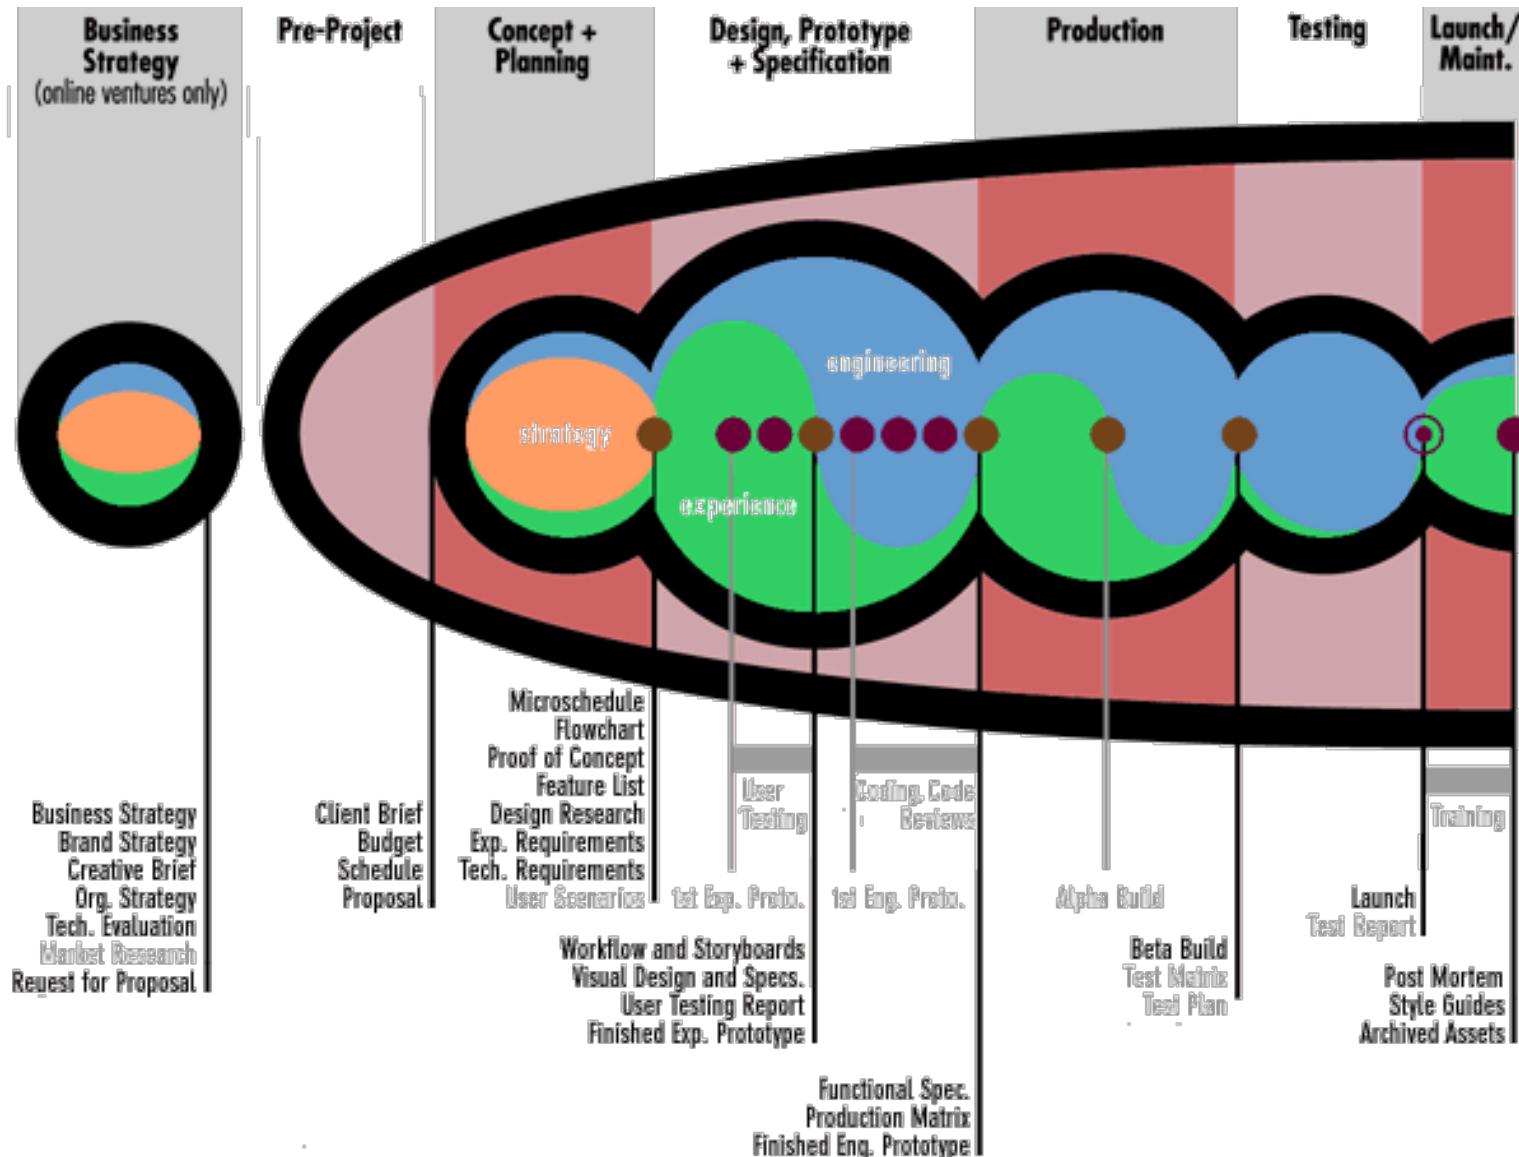 Business
Strategy
(online ventures only)
Pre-Project
Concept +
Planning
Design, Prototype
+ Specification
Production
Testing
Launch/
Maint.
engineering
strategy
experience
Business Strategy
Brand Strategy
Creative Brief
Org. Strategy
Tech. Evaluation
Market Research
Reuest for Proposal
Client Brief
Budget
Schedule
Proposal
Microschedule
Flowchart
Proof of Concept
Feature List
Design Research
Exp. Requirements
Tech. Requirements
User Scenarios
User
Testing
1st Exp. Proto.
Workflow and Storyboards
Visual Design and Specs.
User Testing Report
Finished Exp. Prototype
Coding, Code
Reviews
1st Eng. Proto.
Functional Spec.
Production Matrix
Finished Eng. Prototype
Alpha Build
Beta Build
Test Matrix
Test Plan
Launch
Test Report
Training
Post Mortem
Style Guides
Archived Assets